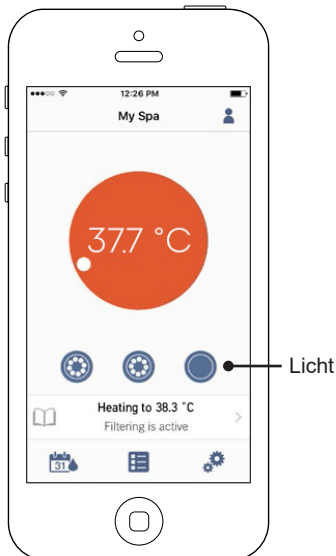 12:26 PM
My Spa
37.7 °C
Licht
Heating to 38.3 °C
Filtering is active
31